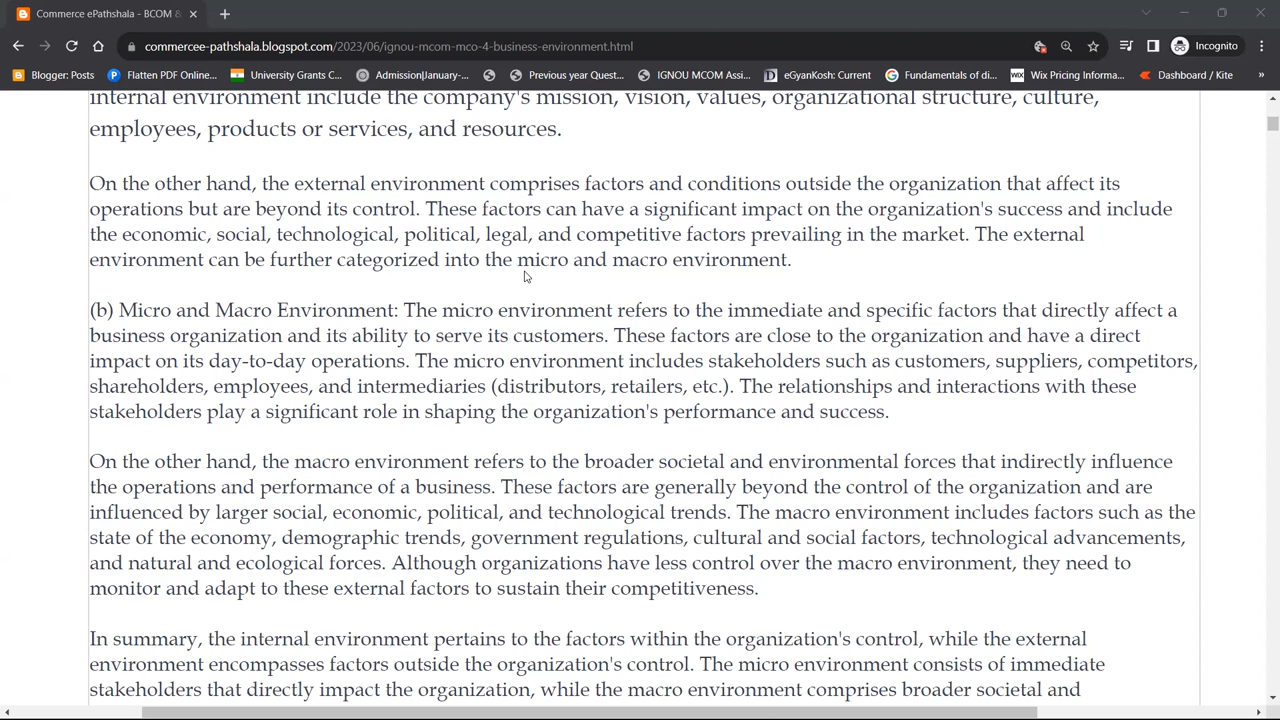 Commerce ePathshala - BCOM &
commercee-pathshala.blogspot.com/2023/06/ignou-mcom-mco-4-business-environment.html
Incognito
Blogger: Posts
Flatten PDF Online...
University Grants C...
Admission|January-...
Previous year Quest...
IGNOU MCOM Assi...
eGyanKosh: Current
Fundamentals of di...
WiX
Wix Pricing Informa...
Dashboard / Kite
»
internal environment include the company's mission, vision, values, organizational structure, culture,
employees, products or services, and resources.
On the other hand, the external environment comprises factors and conditions outside the organization that affect its
operations but are beyond its control. These factors can have a significant impact on the organization's success and include
the economic, social, technological, political, legal, and competitive factors prevailing in the market. The external
environment can be further categorized into the micro and macro environment.
(b) Micro and Macro Environment: The micro environment refers to the immediate and specific factors that directly affect a
business organization and its ability to serve its customers. These factors are close to the organization and have a direct
impact on its day-to-day operations. The micro environment includes stakeholders such as customers, suppliers, competitors,
shareholders, employees, and intermediaries (distributors, retailers, etc.). The relationships and interactions with these
stakeholders play a significant role in shaping the organization's performance and success.
On the other hand, the macro environment refers to the broader societal and environmental forces that indirectly influence
the operations and performance of a business. These factors are generally beyond the control of the organization and are
influenced by larger social, economic, political, and technological trends. The macro environment includes factors such as the
state of the economy, demographic trends, government regulations, cultural and social factors, technological advancements,
and natural and ecological forces. Although organizations have less control over the macro environment, they need to
monitor and adapt to these external factors to sustain their competitiveness.
In summary, the internal environment pertains to the factors within the organization's control, while the external
environment encompasses factors outside the organization's control. The micro environment consists of immediate
stakeholders that directly impact the organization, while the macro environment comprises broader societal and